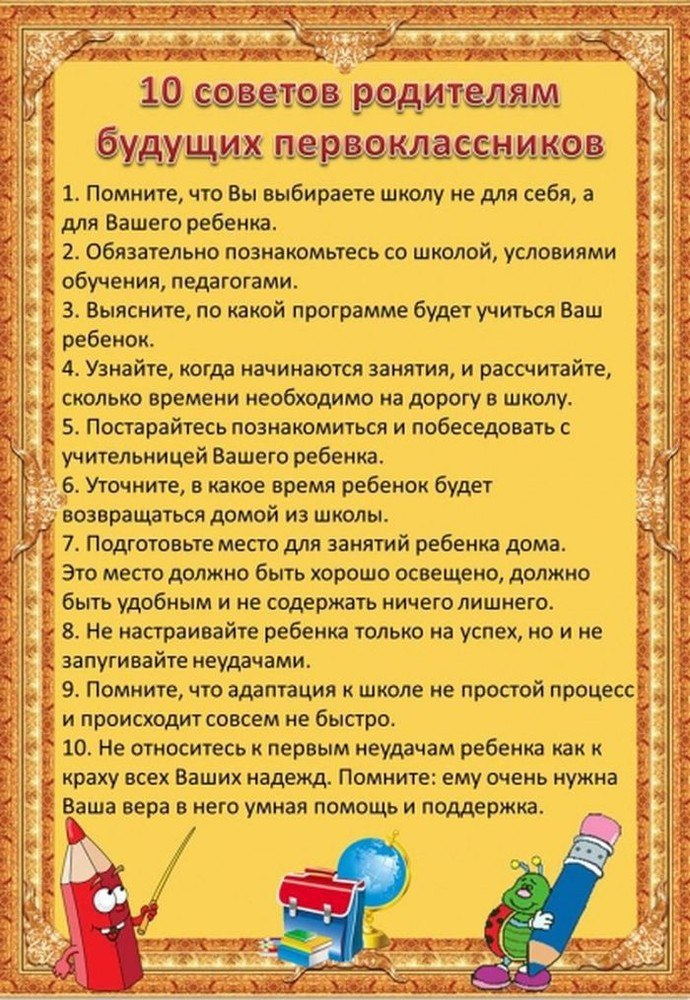 10 советов родителям
будущих первоклассников
1. Помните, что Вы выбираете школу не для себя, а
для Вашего ребенка.
2. Обязательно познакомьтесь со школой, условиями
обучения, педагогами.
3. Выясните, по какой программе будет учиться Ваш
ребенок.
4. Узнайте, когда начинаются занятия, и рассчитайте,
сколько времени необходимо на дорогу в школу.
5. Постарайтесь познакомиться и побеседовать с
учительницей Вашего ребенка.
6. Уточните, в какое время ребенок будет
возвращаться домой из школы.
7. Подготовьте место для занятий ребенка дома.
Это место должно быть хорошо освещено, должно
быть удобным и не содержать ничего лишнего.
8. Не настраивайте ребенка только на успех, но и не
запугивайте неудачами.
9. Помните, что адаптация к школе не простой процесс
и происходит совсем не быстро.
10. Не относитесь к первым неудачам ребенка как к
краху всех Ваших надежд. Помните: ему очень нужна
Ваша вера в него умная помощь и поддержка.